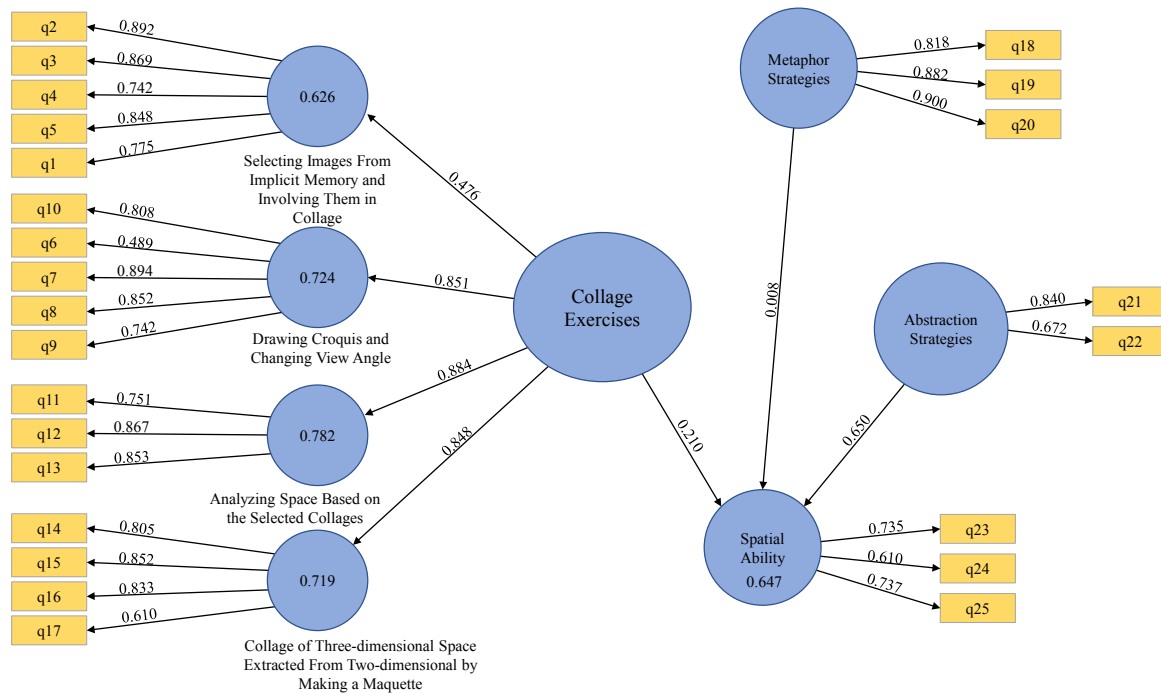 q2
0.892
q3
0.869
q4
0.742
q5
0.848
q1
0.775
0.626
Selecting Images From
Implicit Memory and
Involving Them in
Collage
q10
0.808
q6
0.489
q7
0.894
q8
0.852
q9
0.742
0.724
Drawing Croquis and
Changing View Angle
q11
0.751
q12
0.867
q13
0.853
0.782
Analyzing Space Based on
the Selected Collages
q14
0.805
q15
0.852
q16
0.833
q17
0.610
0.719
Collage of Three-dimensional Space
Extracted From Two-dimensional by
Making a Maquette
0.476
0.851
0.884
0.848
Collage
Exercises
0.210
Metaphor
Strategies
0.818
q18
0.882
q19
0.900
q20
0.008
Abstraction
Strategies
0.840
q21
0.672
q22
0.650
Spatial
Ability
0.647
0.735
q23
0.610
q24
0.737
q25